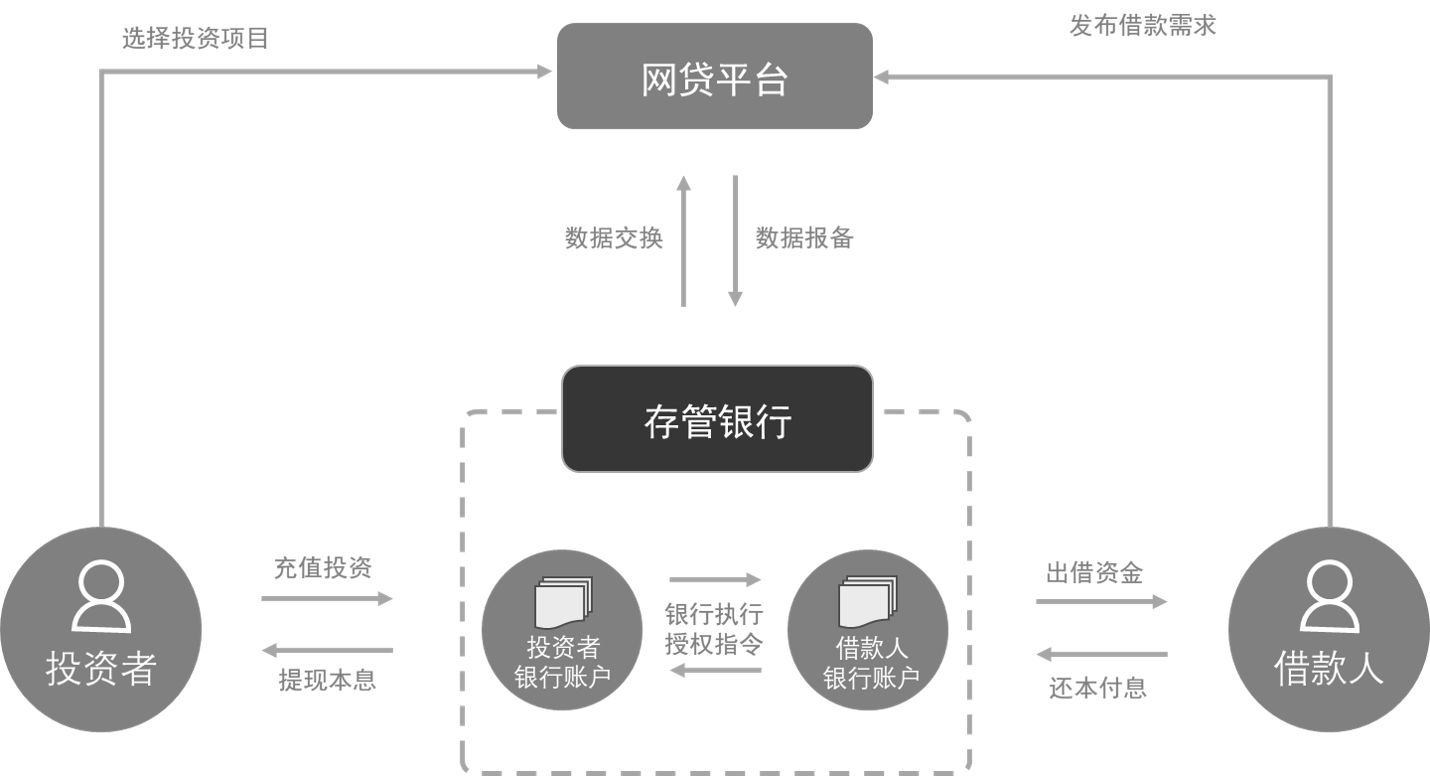 选择投资项目
发布借款需求
网贷平台
数据交换
数据报备
存管银行
充值投资
提现本息
投资者
投资者
银行账户
银行执行
授权指令
借款人
银行账户
出借资金
还本付息
借款人